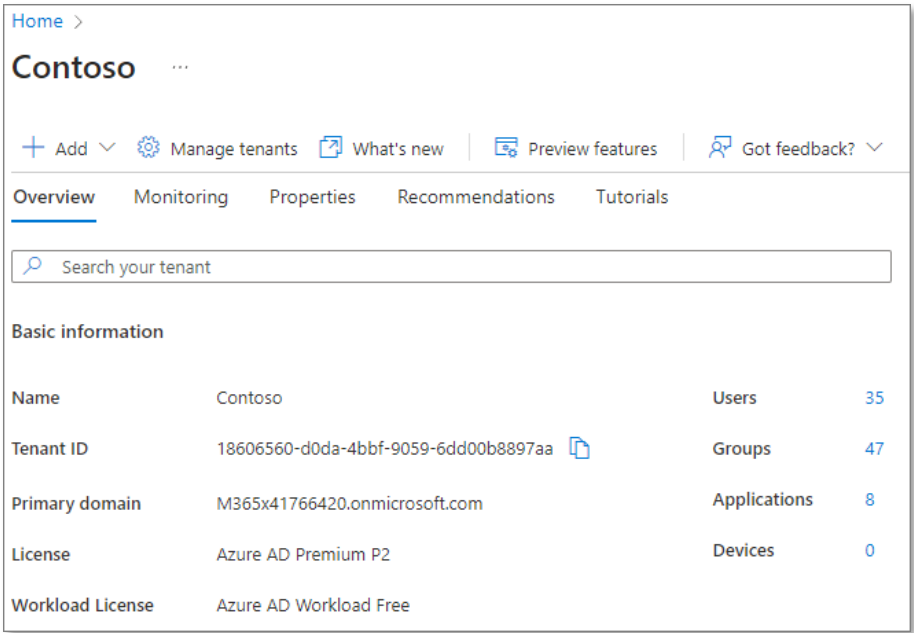 Home >
Contoso ...
Add Manage tenants What's new Preview features Got feedback?
Overview Monitoring Properties Recommendations Tutorials
Search your tenant
Basic information
Name Contoso Users 35
Tenant ID 18606560-d0da-4bbf-9059-6dd00b8897aa Groups 47
Primary domain M365x41766420.onmicrosoft.com Applications 8
License Azure AD Premium P2 Devices 0
Workload License Azure AD Workload Free